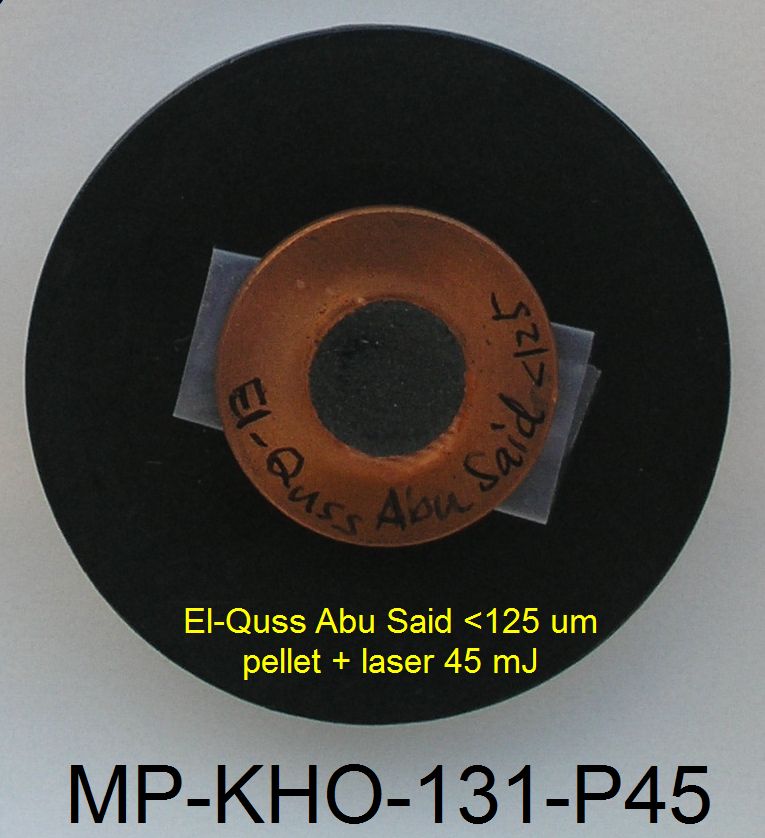 El-Quss Abu Said <125
El-Quss Abu Said <125 um
pellet + laser 45 mJ
MP-KHO-131-P45